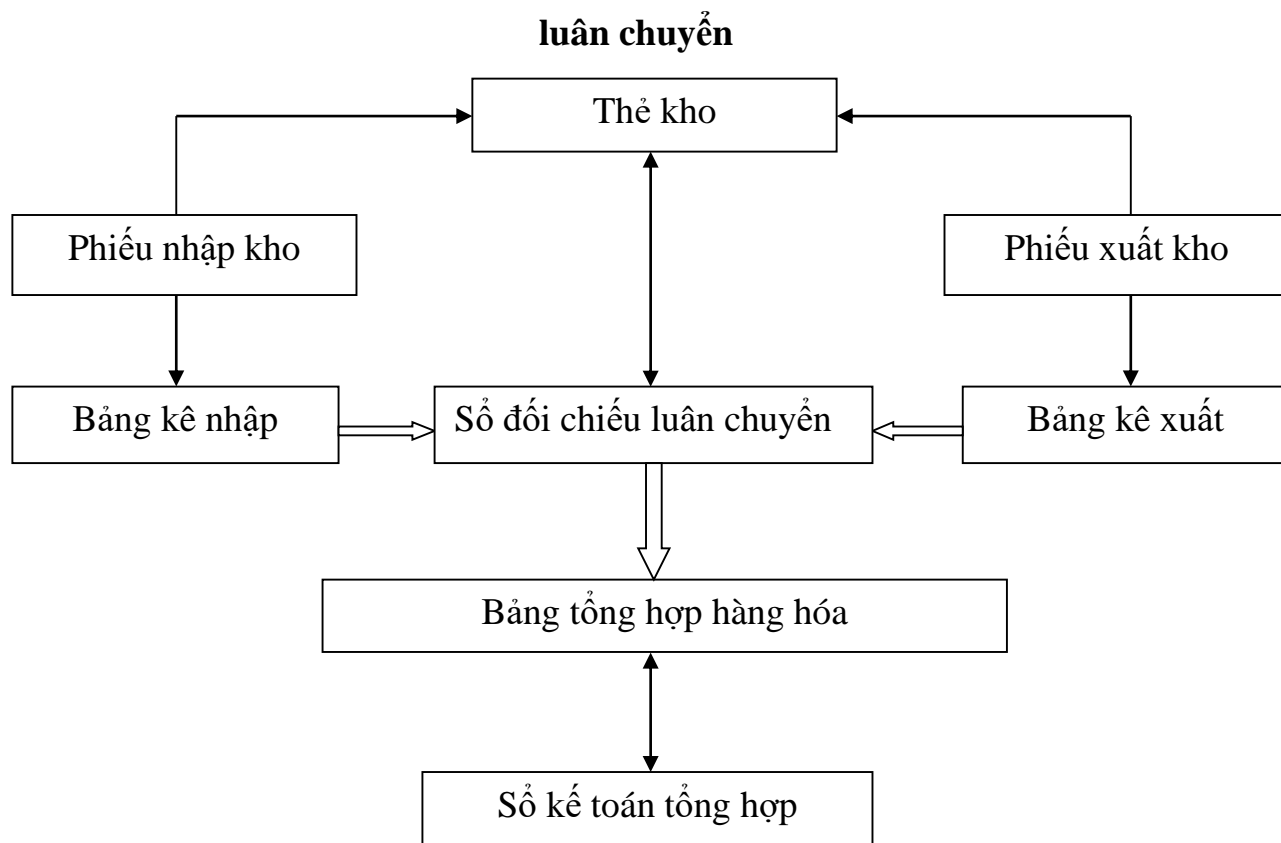 luân chuyển
Thẻ kho
Phiếu nhập kho
Phiếu xuất kho
Bảng kê nhập
Sổ đối chiếu luân chuyển
Bảng kê xuất
Bảng tổng hợp hàng hóa
Sổ kế toán tổng hợp